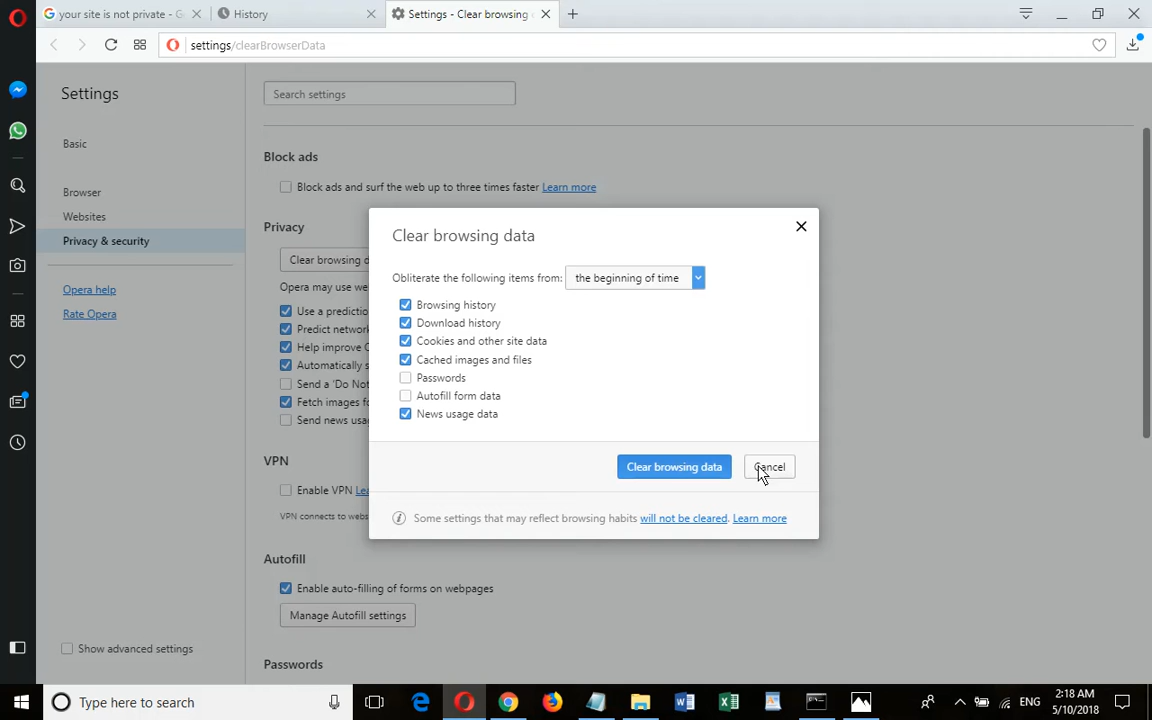 your site is not private - G
History
Settings - Clear browsing
settings/clearBrowserData
Settings
Search settings
Basic
Browser
Websites
Privacy & security
Opera help
Rate Opera
Show advanced settings
Block ads
Block ads and surf the web up to three times faster Learn more
Privacy
Clear browsing d
Opera may use we
Use a predictio
Predict network
Help improve O
Automatically s
Send a 'Do Not
Fetch images fo
Send news usag
VPN
Enable VPN Lea
VPN connects to webs
Autofill
Enable auto-filling of forms on webpages
Manage Autofill settings
Passwords
Clear browsing data
Obliterate the following items from: the beginning of time
Browsing history
Download history
Cookies and other site data
Cached images and files
Passwords
Autofill form data
News usage data
Clear browsing data
Cancel
Some settings that may reflect browsing habits will not be cleared. Learn more
Type here to search
ENG
2:18 AM
5/10/2018